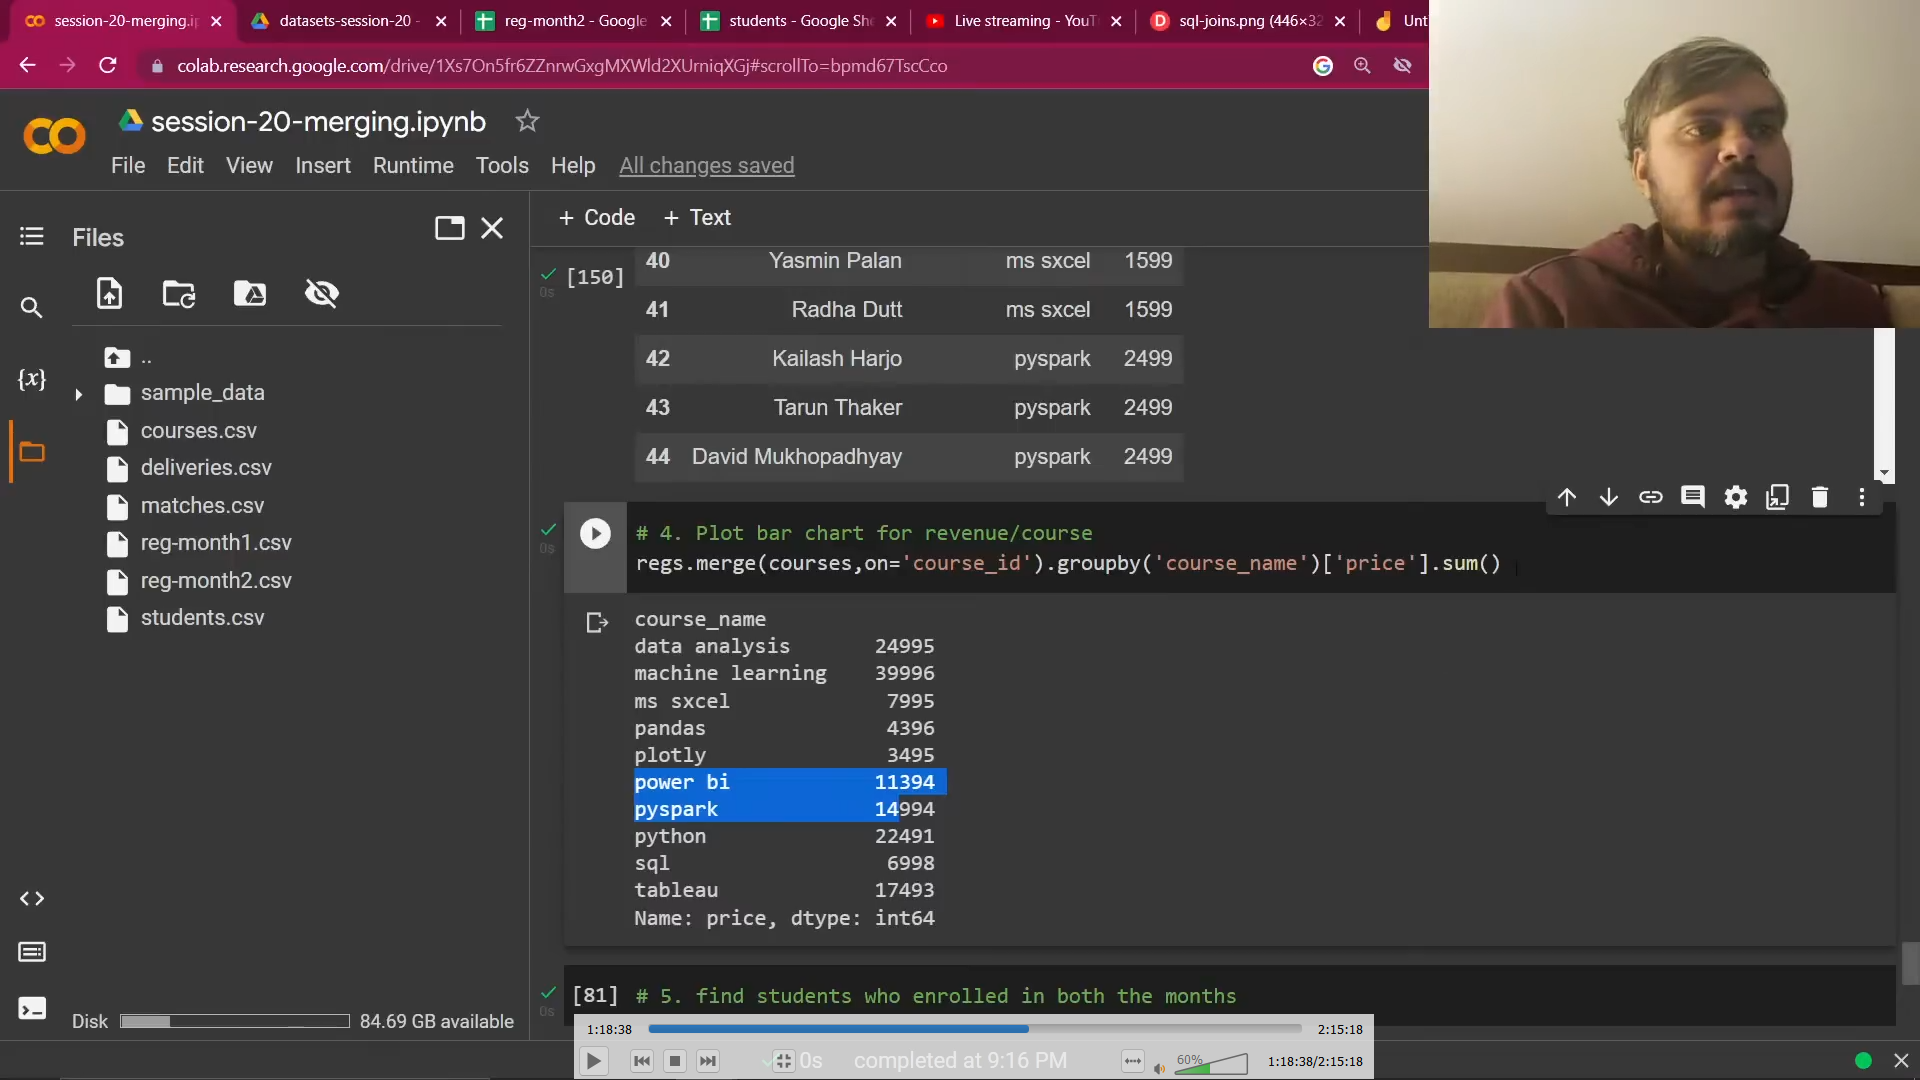 session-20-merging.i
datasets-session-20 -
reg-month2 - Google
students - Google She
Live streaming - YouT
sql-joins.png (446×32
Unt
colab.research.google.com/drive/1Xs7On5fr6ZZnrwGxgMXWld2XUrniqXGj#scrollTo=bpmd67TscCco
session-20-merging.ipynb
File Edit View Insert Runtime Tools Help All changes saved
Files
+ Code + Text
..
sample_data
courses.csv
deliveries.csv
matches.csv
reg-month1.csv
reg-month2.csv
students.csv
Disk 84.69 GB available
[150]
0s
40 Yasmin Palan ms sxcel 1599
41 Radha Dutt ms sxcel 1599
42 Kailash Harjo pyspark 2499
43 Tarun Thaker pyspark 2499
44 David Mukhopadhyay pyspark 2499
0s
# 4. Plot bar chart for revenue/course
regs.merge(courses,on='course_id').groupby('course_name')['price'].sum()
course_name
data analysis 24995
machine learning 39996
ms sxcel 7995
pandas 4396
plotly 3495
power bi 11394
pyspark 14994
python 22491
sql 6998
tableau 17493
Name: price, dtype: int64
[81] # 5. find students who enrolled in both the months
0s
1:18:38 2:15:18
0s completed at 9:16 PM
60%
1:18:38/2:15:18